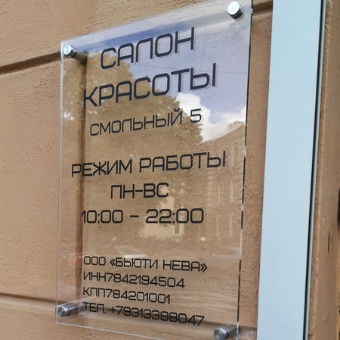 САЛОН
КРАСОТЫ
СМОЛЬНЫЙ 5
РЕЖИМ РАБОТЫ
ПН-ВС
10:00 - 22:00
ООО «БЬЮТИ НЕВА»
ИНН7842194504
КПП784201001
ТЕЛ. +79313398047